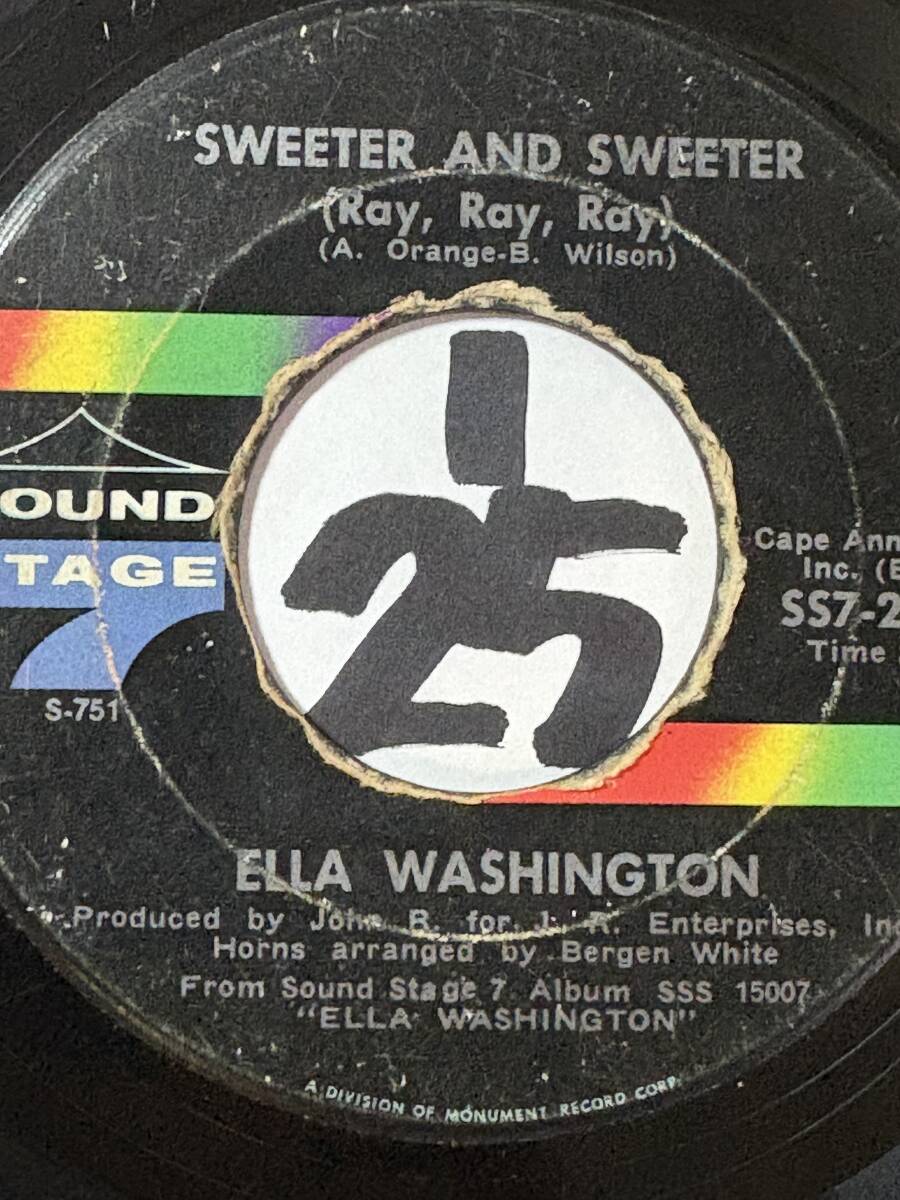 SWEETER AND SWEETER
(Ray, Ray, Ray)
(A. Orange-B. Wilson)
OUND
TAGE
7
S-751
Cape Ann
Inc. (B
SS7-2
Time
25
ELLA WASHINGTON
Produced by John R. for J. R. Enterprises, Inc
Horns arranged by Bergen White
From Sound Stage 7 Album SSS 15007
"ELLA WASHINGTON"
A DIVISION OF MONUMENT RECORD CORP.